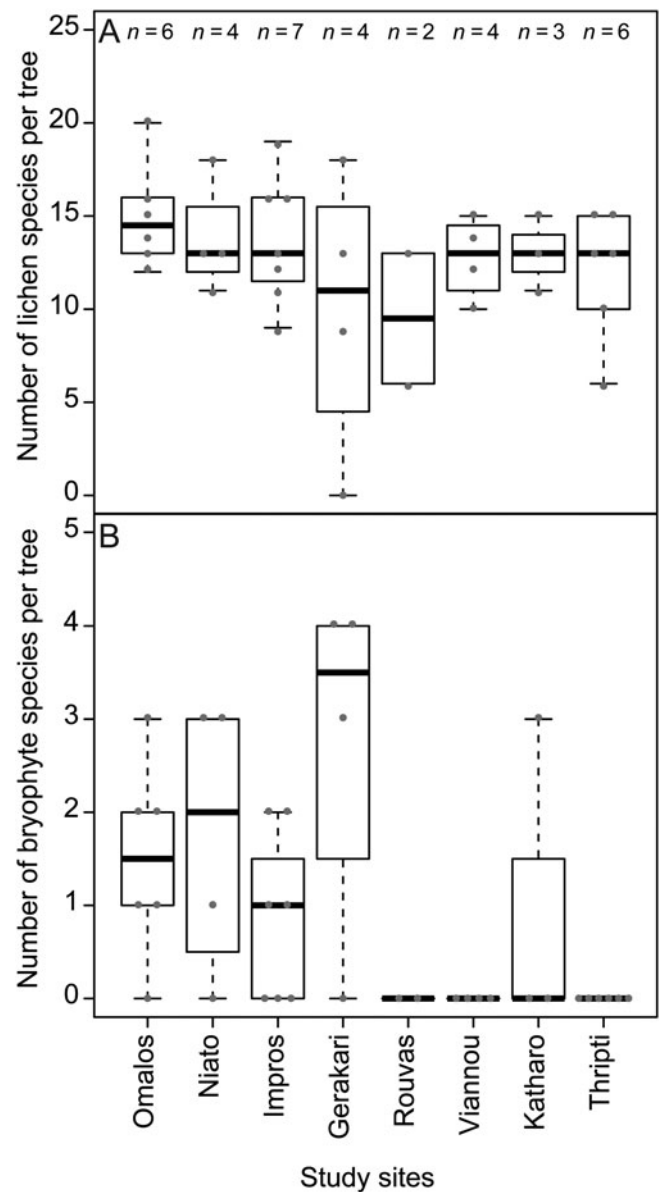 A n = 6 n = 4 n = 7 n = 4 n = 2 n = 4 n = 3 n = 6
Number of lichen species per tree
25
20
15
10
5
0
B
Number of bryophyte species per tree
5
4
3
2
1
0
Omalos
Niato
Impros
Gerakari
Rouvas
Viannou
Katharo
Thripti
Study sites